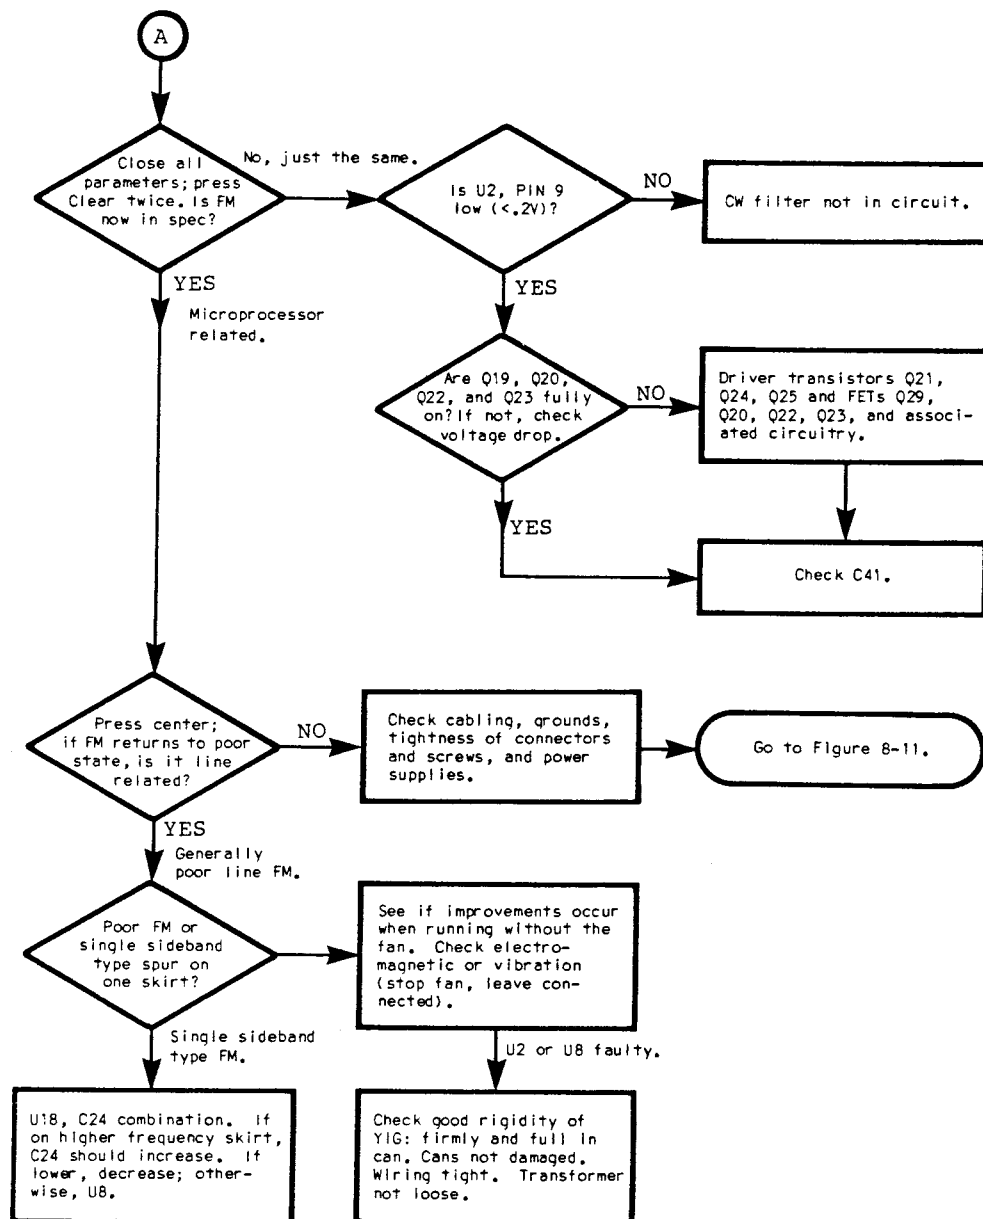 A
Close all
parameters; press
Clear twice. Is FM
now in spec?
No, just the same.
Is U2, PIN 9
low (<.2V)?
NO
CW filter not in circuit.
YES
Microprocessor
related.
YES
Are Q19, Q20,
Q22, and Q23 fully
on? If not, check
voltage drop.
NO
Driver transistors Q21,
Q24, Q25 and FETs Q29,
Q20, Q22, Q23, and associ-
ated circuitry.
YES
Check C41.
Press center;
if FM returns to poor
state, is it line
related?
NO
Check cabling, grounds,
tightness of connectors
and screws, and power
supplies.
Go to Figure 8-11.
YES
Generally
poor line FM.
Poor FM or
single sideband
type spur on
one skirt?
See if improvements occur
when running without the
fan. Check electro-
magnetic or vibration
(stop fan, leave con-
nected).
Single sideband
type FM.
U2 or U8 faulty.
U18, C24 combination. If
on higher frequency skirt,
C24 should increase. If
lower, decrease; other-
wise, U8.
Check good rigidity of
YIG: firmly and full in
can. Cans not damaged.
Wiring tight. Transformer
not loose.